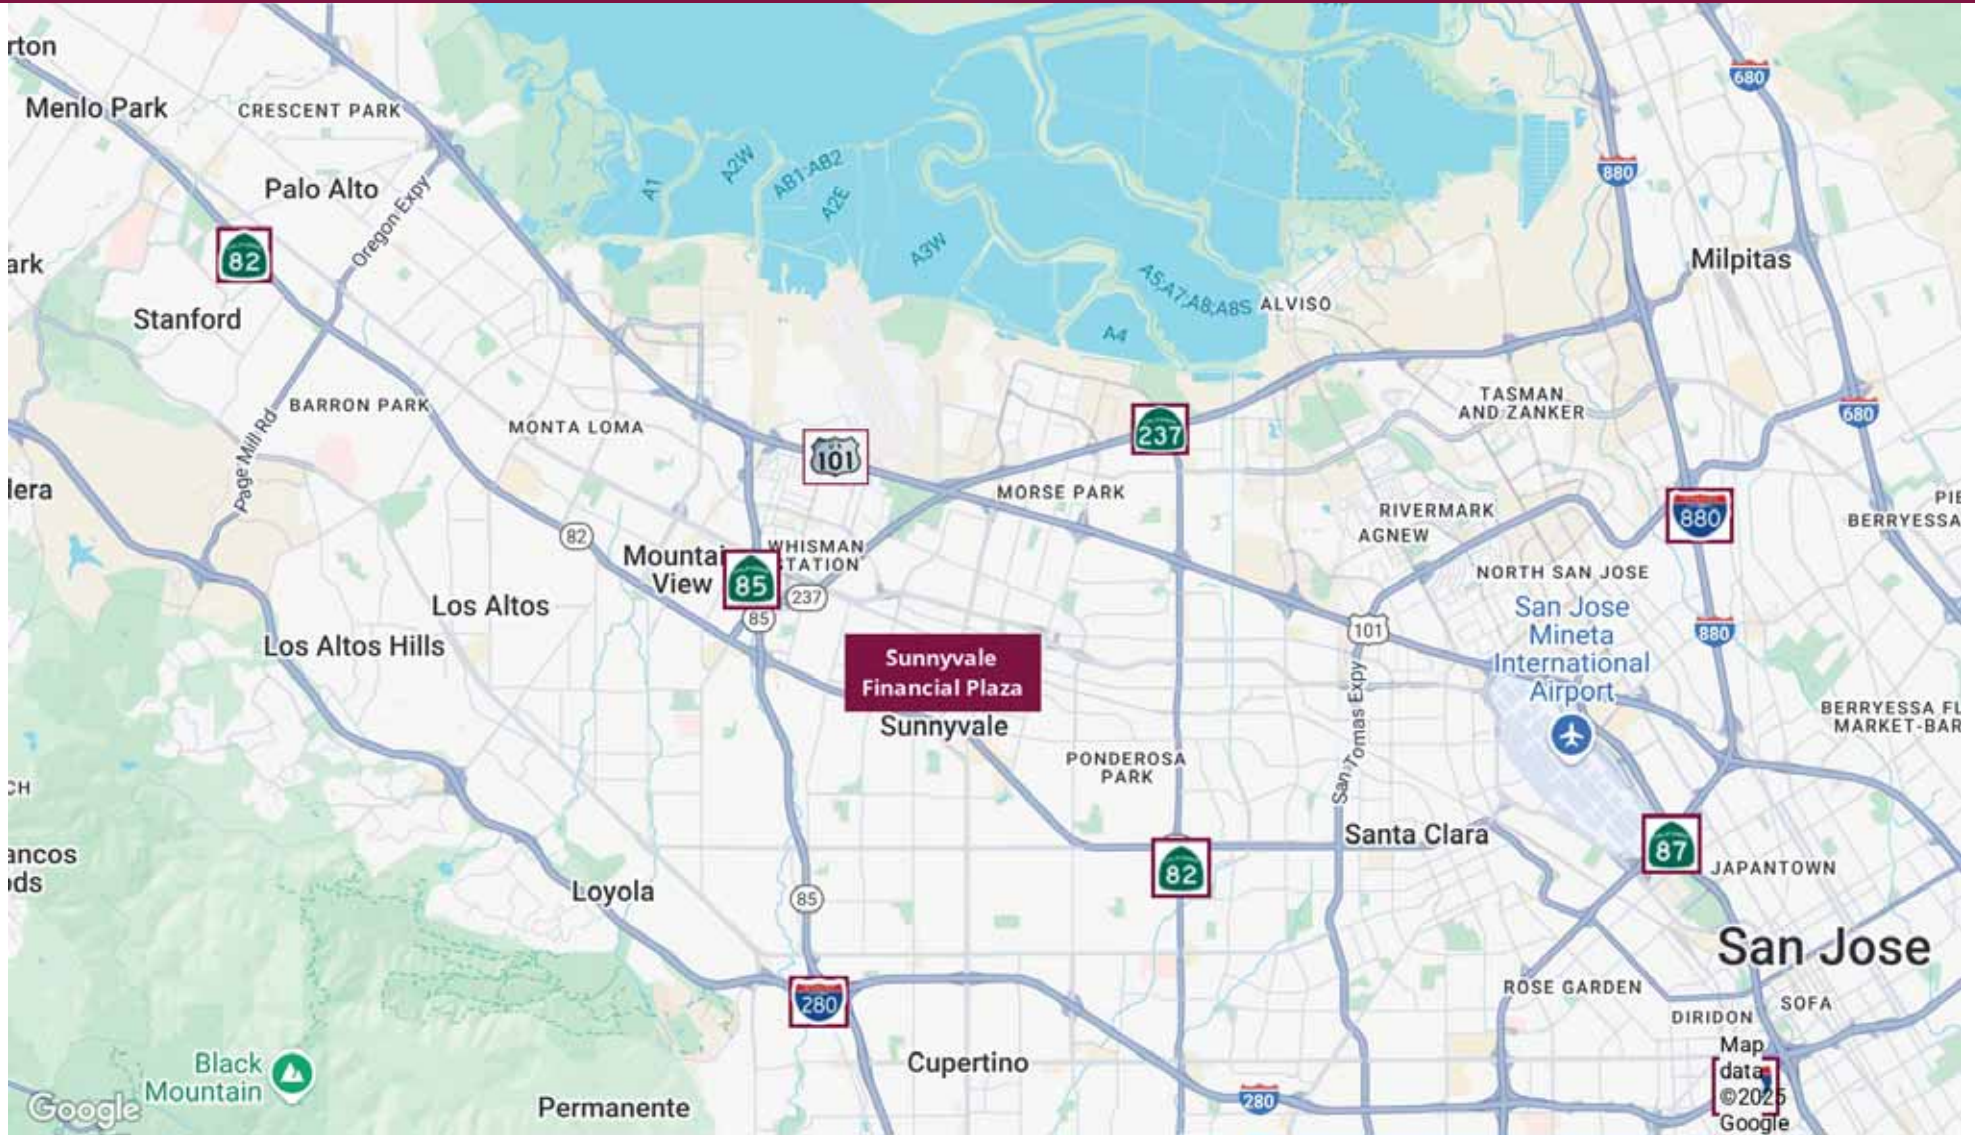 rton
Menlo Park
CRESCENT PARK
Palo Alto
Oregon Expy
82
ark
Stanford
BARRON PARK
Page Mill Rd
MONTA LOMA
A1
A2W
AB1;AB2
A2E
A3W
A5;A7;A8;A8S
A4
ALVISO
680
880
Milpitas
TASMAN
AND ZANKER
680
237
101
MORSE PARK
RIVERMARK
AGNEW
880
PIE
BERRYESSA
lera
82
Mountai
View
WHISMAN
STATION
85
237
85
NORTH SAN JOSE
San Jose
Mineta
International
Airport
101
880
Los Altos
Los Altos Hills
Sunnyvale
Financial Plaza
Sunnyvale
San Tomas Expy
BERRYESSA FL
MARKET-BAR
PONDEROSA
PARK
CH
Santa Clara
82
87
JAPANTOWN
ancos
ods
Loyola
85
San Jose
ROSE GARDEN
SOFA
DIRIDON
280
Black
Mountain
Cupertino
Permanente
280
Google
Map
data
©2025
Google